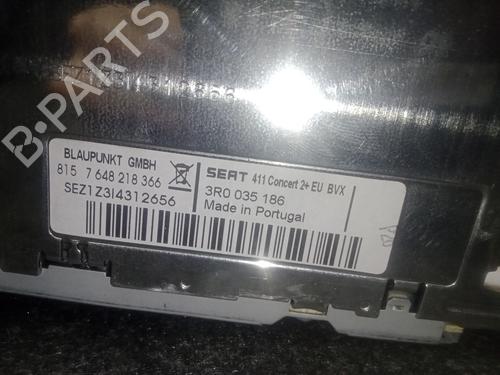 B-PARTS
BLAUPUNKT GMBH
815 7 648 218 366
SEZ1Z3I4312656
SEAT 411 Concert 2+ EU BVX
3R0 035 186
Made in Portugal